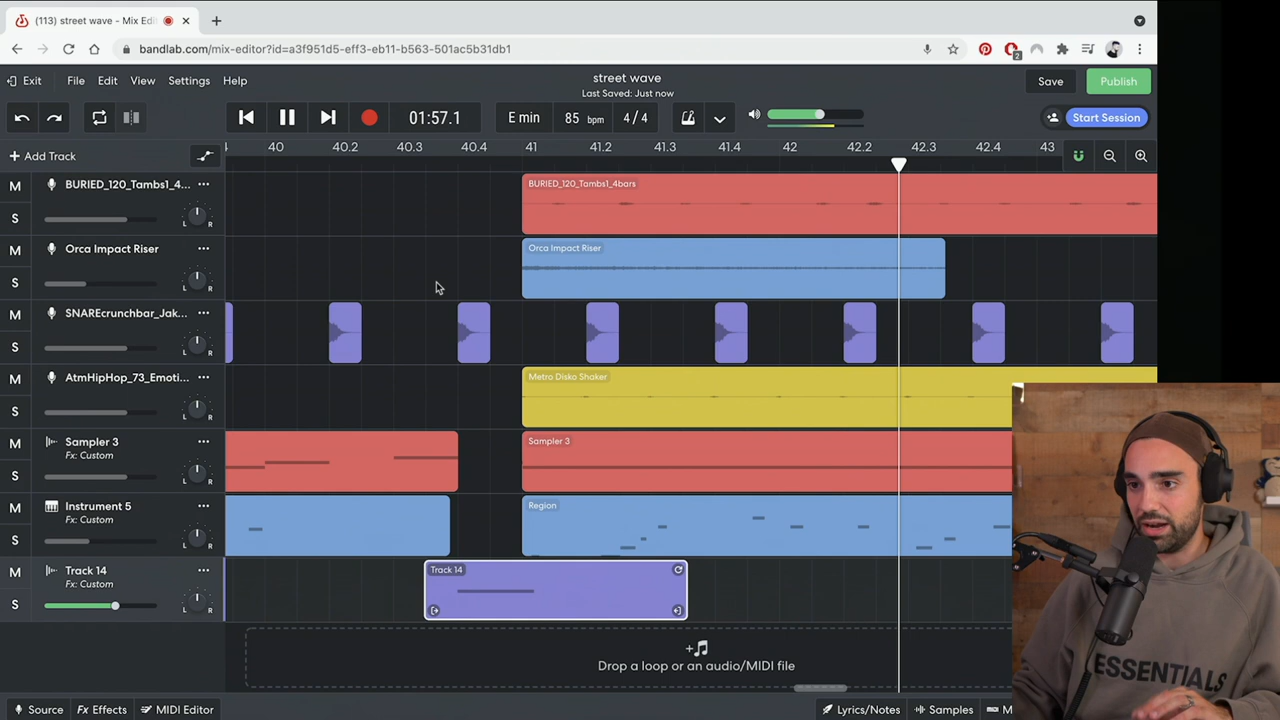 (113) street wave - Mix Edi
bandlab.com/mix-editor?id=a3f951d5-eff3-eb11-b563-501ac5b31db1
2
Exit File Edit View Settings Help
street wave
Last Saved: Just now
Save Publish
01:57.1 E min 85 bpm 4 / 4
Start Session
+ Add Track
40 40.2 40.3 40.4 41 41.2 41.3 41.4 42 42.2 42.3 42.4 43
M BURIED_120_Tambs1_4...
S L R
BURIED_120_Tambs1_4bars
M Orca Impact Riser
S L R
Orca Impact Riser
M SNAREcrunchbar_Jak...
S L R
M AtmHipHop_73_Emoti...
S L R
Metro Disko Shaker
M Sampler 3
Fx: Custom
S L R
Sampler 3
M Instrument 5
Fx: Custom
S L R
Region
M Track 14
Fx: Custom
S L R
Track 14
Drop a loop or an audio/MIDI file
Source Fx Effects MIDI Editor Lyrics/Notes Samples M
ESSENTIALS